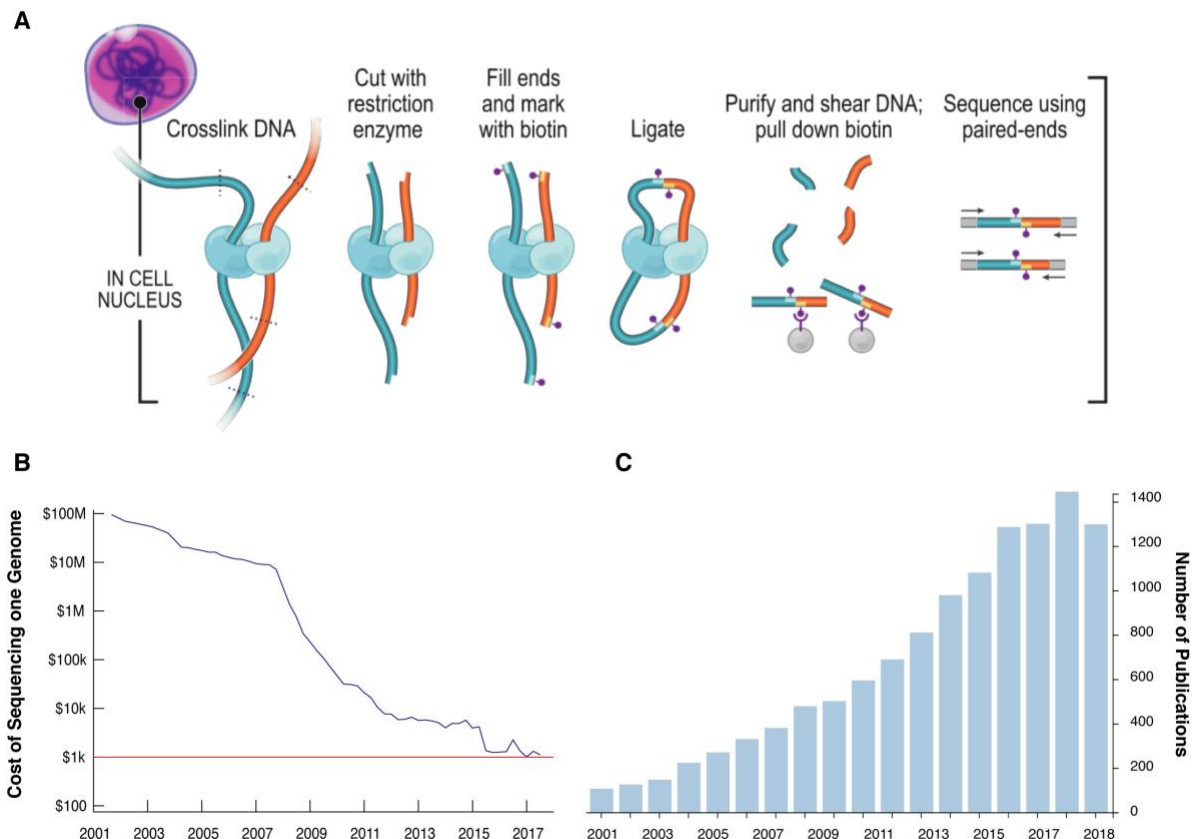 A
Crosslink DNA
Cut with
restriction
enzyme
Fill ends
and mark
with biotin
Ligate
Purify and shear DNA;
pull down biotin
Sequence using
paired-ends
IN CELL
NUCLEUS
B
Cost of Sequencing one Genome
$100M
$10M
$1M
$100k
$10k
$1k
$100
2001 2003 2005 2007 2009 2011 2013 2015 2017
C
1400
1200
1000
800
600
400
200
0
Number of Publications
2001 2003 2005 2007 2009 2011 2013 2015 2017 2018